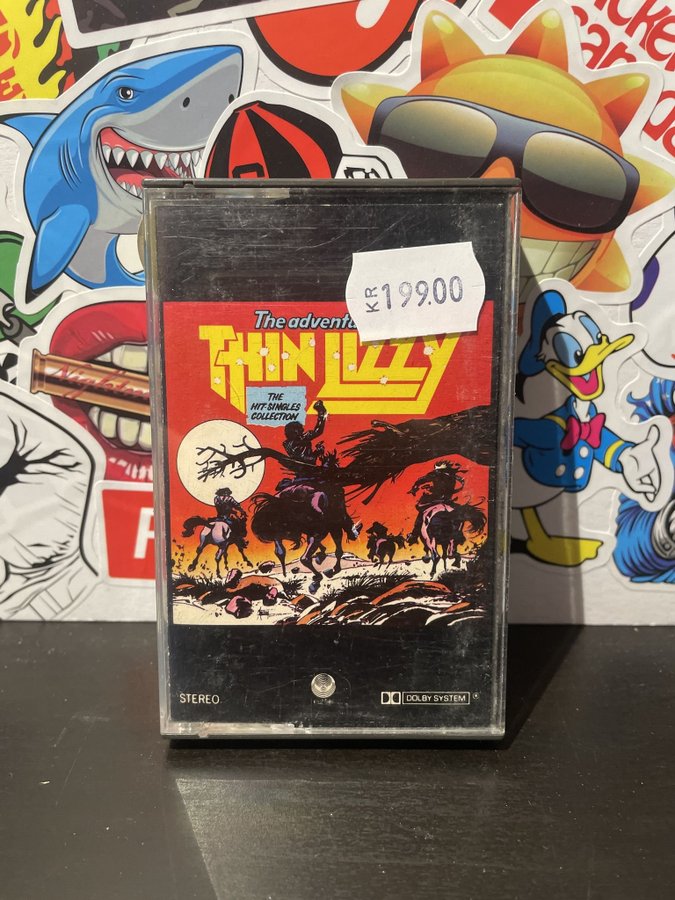 KR 199.00
The adventu
THIN LIZZY
THE
HIT SINGLES
COLLECTION
STEREO
DOLBY SYSTEM